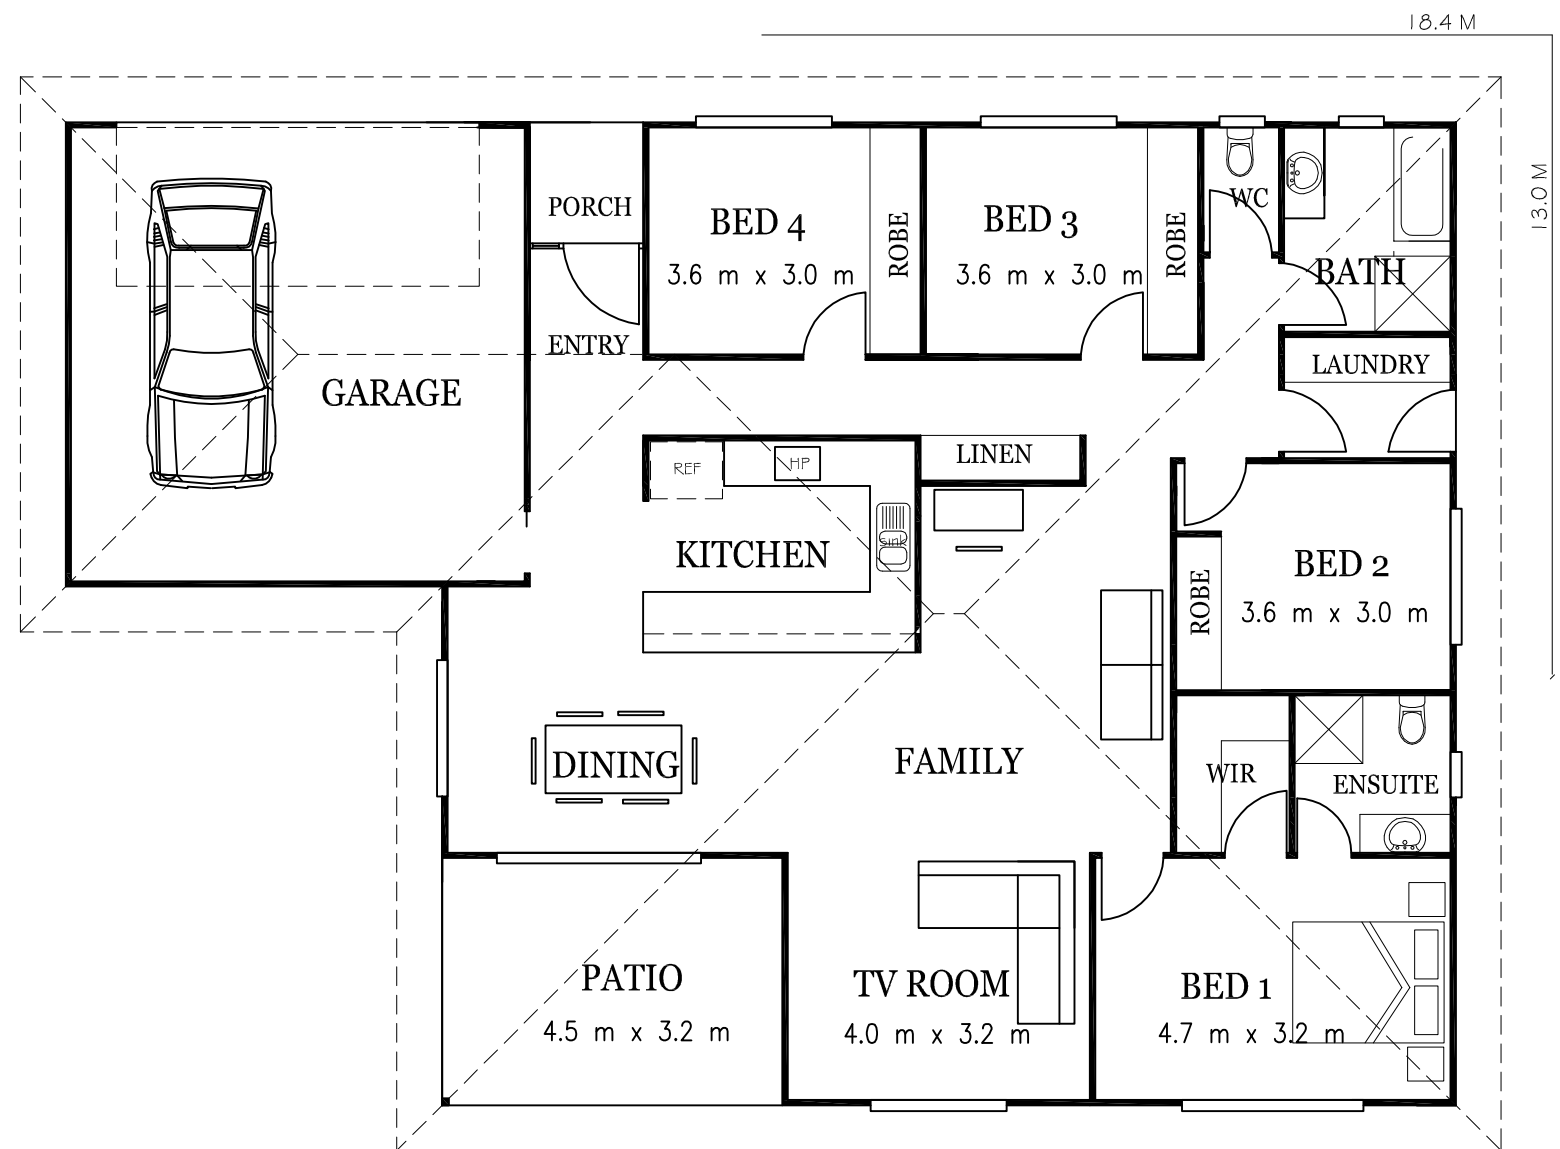 18.4 M
13.0 M
PORCH
BED 4
3.6 m x 3.0 m
ROBE
BED 3
3.6 m x 3.0 m
ROBE
WC
BATH
ENTRY
GARAGE
LAUNDRY
REF
HP
LINEN
KITCHEN
Sink
BED 2
3.6 m x 3.0 m
ROBE
DINING
FAMILY
WIR
ENSUITE
PATIO
4.5 m x 3.2 m
TV ROOM
4.0 m x 3.2 m
BED 1
4.7 m x 3.2 m